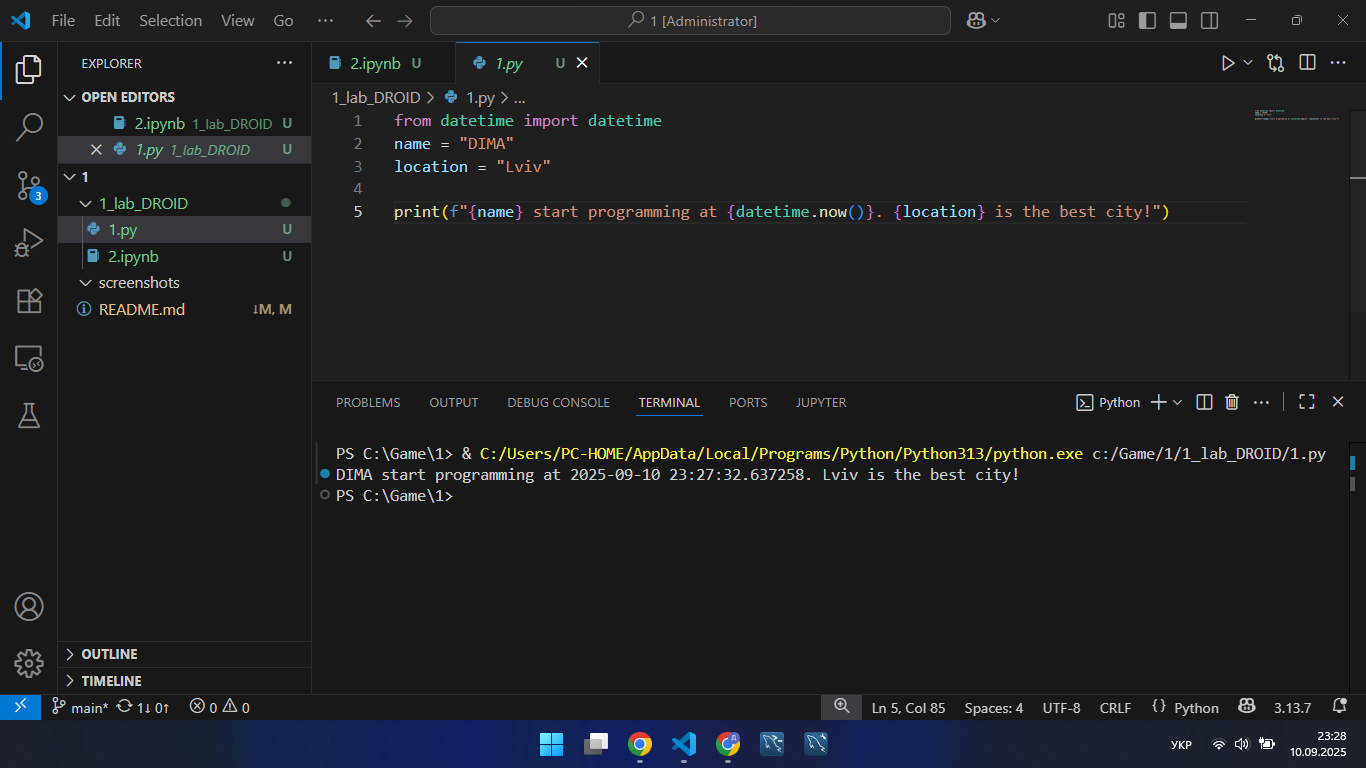 File Edit Selection View Go ··· 1 [Administrator]
EXPLORER ···
OPEN EDITORS
2.ipynb 1_lab_DROID U
1.py 1_lab_DROID U
1
1_lab_DROID
1.py U
2.ipynb U
screenshots
README.md ↓M, M
OUTLINE
TIMELINE
2.ipynb U 1.py U
1_lab_DROID > 1.py > ...
1 from datetime import datetime
2 name = "DIMA"
3 location = "Lviv"
4
5 print(f"{name} start programming at {datetime.now()}. {location} is the best city!")
PROBLEMS OUTPUT DEBUG CONSOLE TERMINAL PORTS JUPYTER Python
PS C:\Game\1> & C:/Users/PC-HOME/AppData/Local/Programs/Python/Python313/python.exe c:/Game/1/1_lab_DROID/1.py
DIMA start programming at 2025-09-10 23:27:32.637258. Lviv is the best city!
PS C:\Game\1>
3
main* 1↓ 0↑ 0 0 Ln 5, Col 85 Spaces: 4 UTF-8 CRLF {} Python 3.13.7
УКР 23:28
10.09.2025